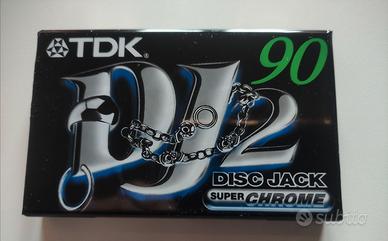 TDK® 90
DJ2
DISC JACK
SUPER CHROME
subito